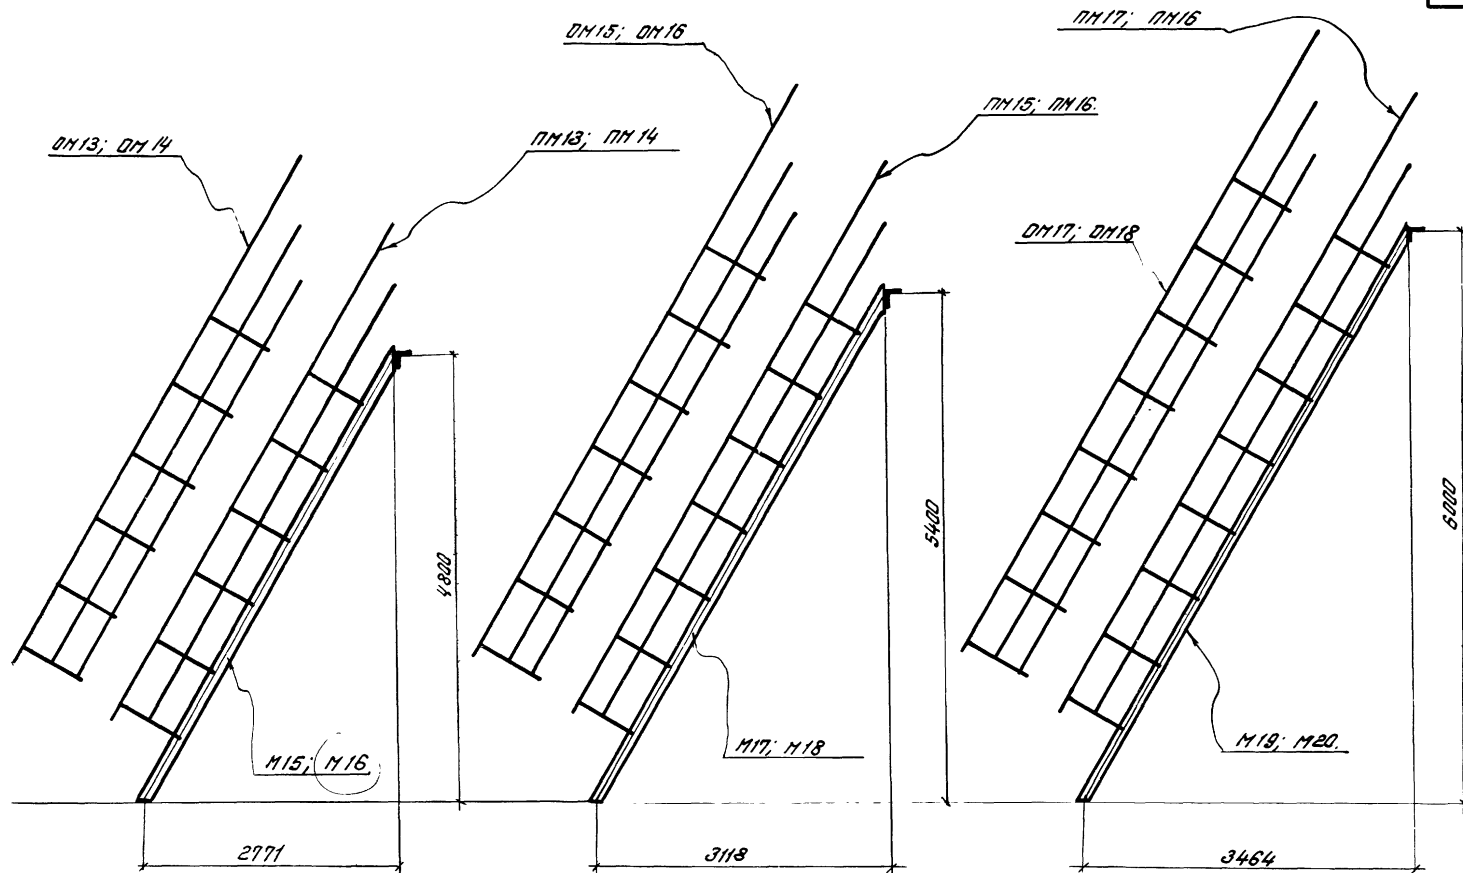 ОМ13; ОМ14
ПМ13; ПМ14
ОМ15; ОМ16
ПМ15; ПМ16.
ПМ17; ПМ16
ОМ17; ОМ18
4800
5400
6000
М15; М16
М17; М18
М19; М20.
2771
3118
3464